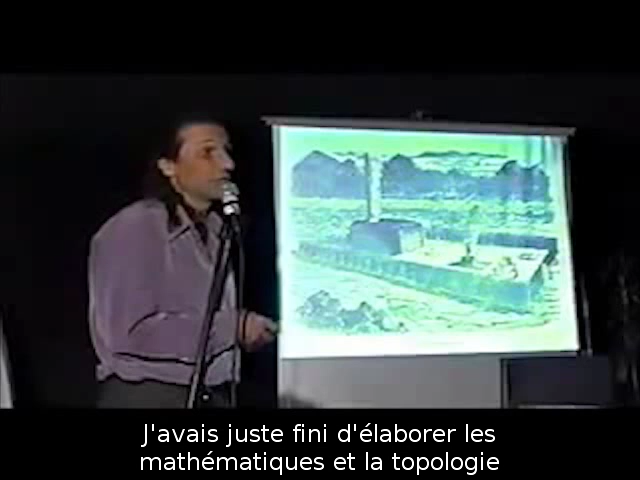 J'avais juste fini d'élaborer les
mathématiques et la topologie